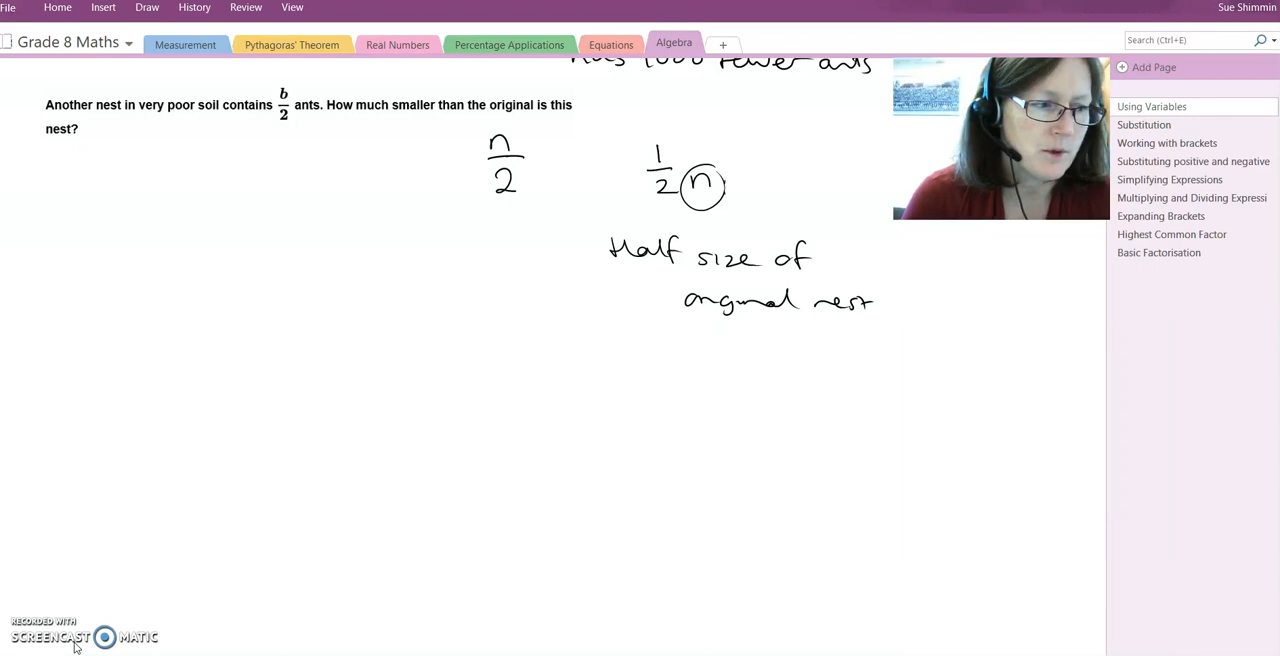 File Home Insert Draw History Review View Sue Shimmin
Grade 8 Maths Measurement Pythagoras' Theorem Real Numbers Percentage Applications Equations Algebra + Search (Ctrl+E)
1000 fewer ants
Add Page
Another nest in very poor soil contains b/2 ants. How much smaller than the original is this
nest?
n/2 1/2 n
Half size of
original nest
Using Variables
Substitution
Working with brackets
Substituting positive and negative
Simplifying Expressions
Multiplying and Dividing Expressi
Expanding Brackets
Highest Common Factor
Basic Factorisation
RECORDED WITH
SCREENCAST MATIC